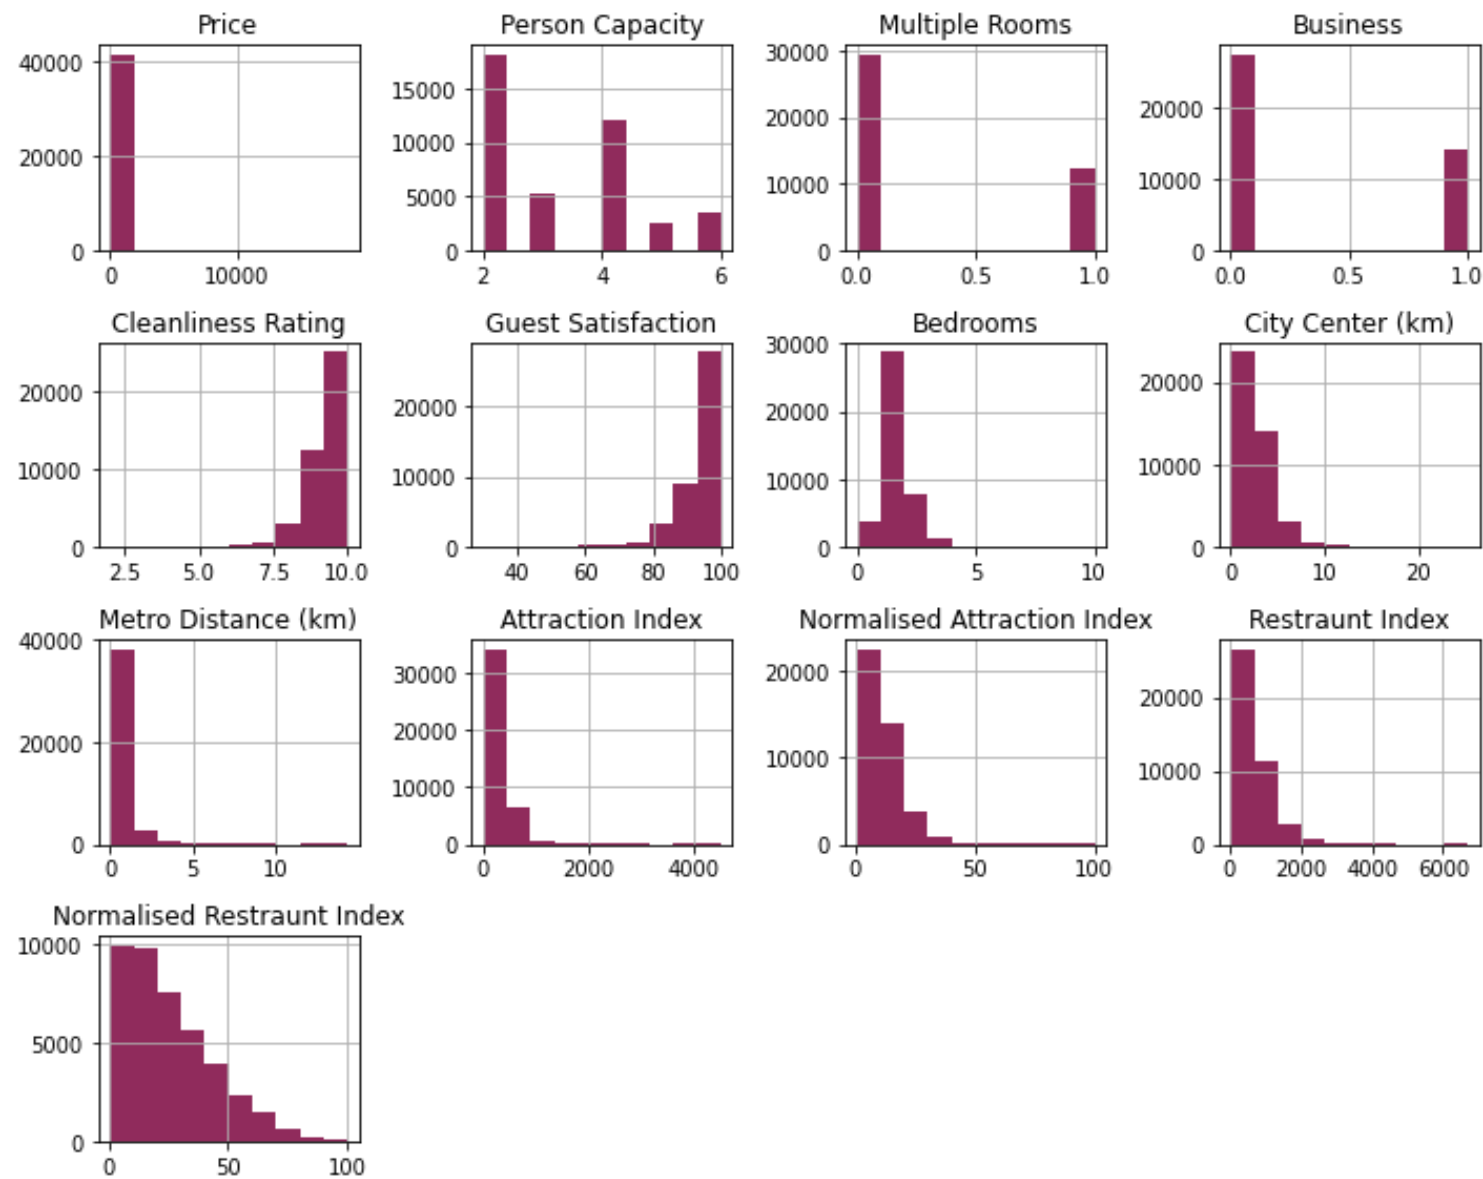 Price
40000
20000
0
0 10000
Person Capacity
15000
10000
5000
0
2 4 6
Multiple Rooms
30000
20000
10000
0
0.0 0.5 1.0
Business
20000
10000
0
0.0 0.5 1.0
Cleanliness Rating
20000
10000
0
2.5 5.0 7.5 10.0
Guest Satisfaction
20000
10000
0
40 60 80 100
Bedrooms
30000
20000
10000
0
0 5 10
City Center (km)
20000
10000
0
0 10 20
Metro Distance (km)
40000
20000
0
0 5 10
Attraction Index
30000
20000
10000
0
0 2000 4000
Normalised Attraction Index
20000
10000
0
0 50 100
Restraunt Index
20000
10000
0
0 2000 4000 6000
Normalised Restraunt Index
10000
5000
0
0 50 100